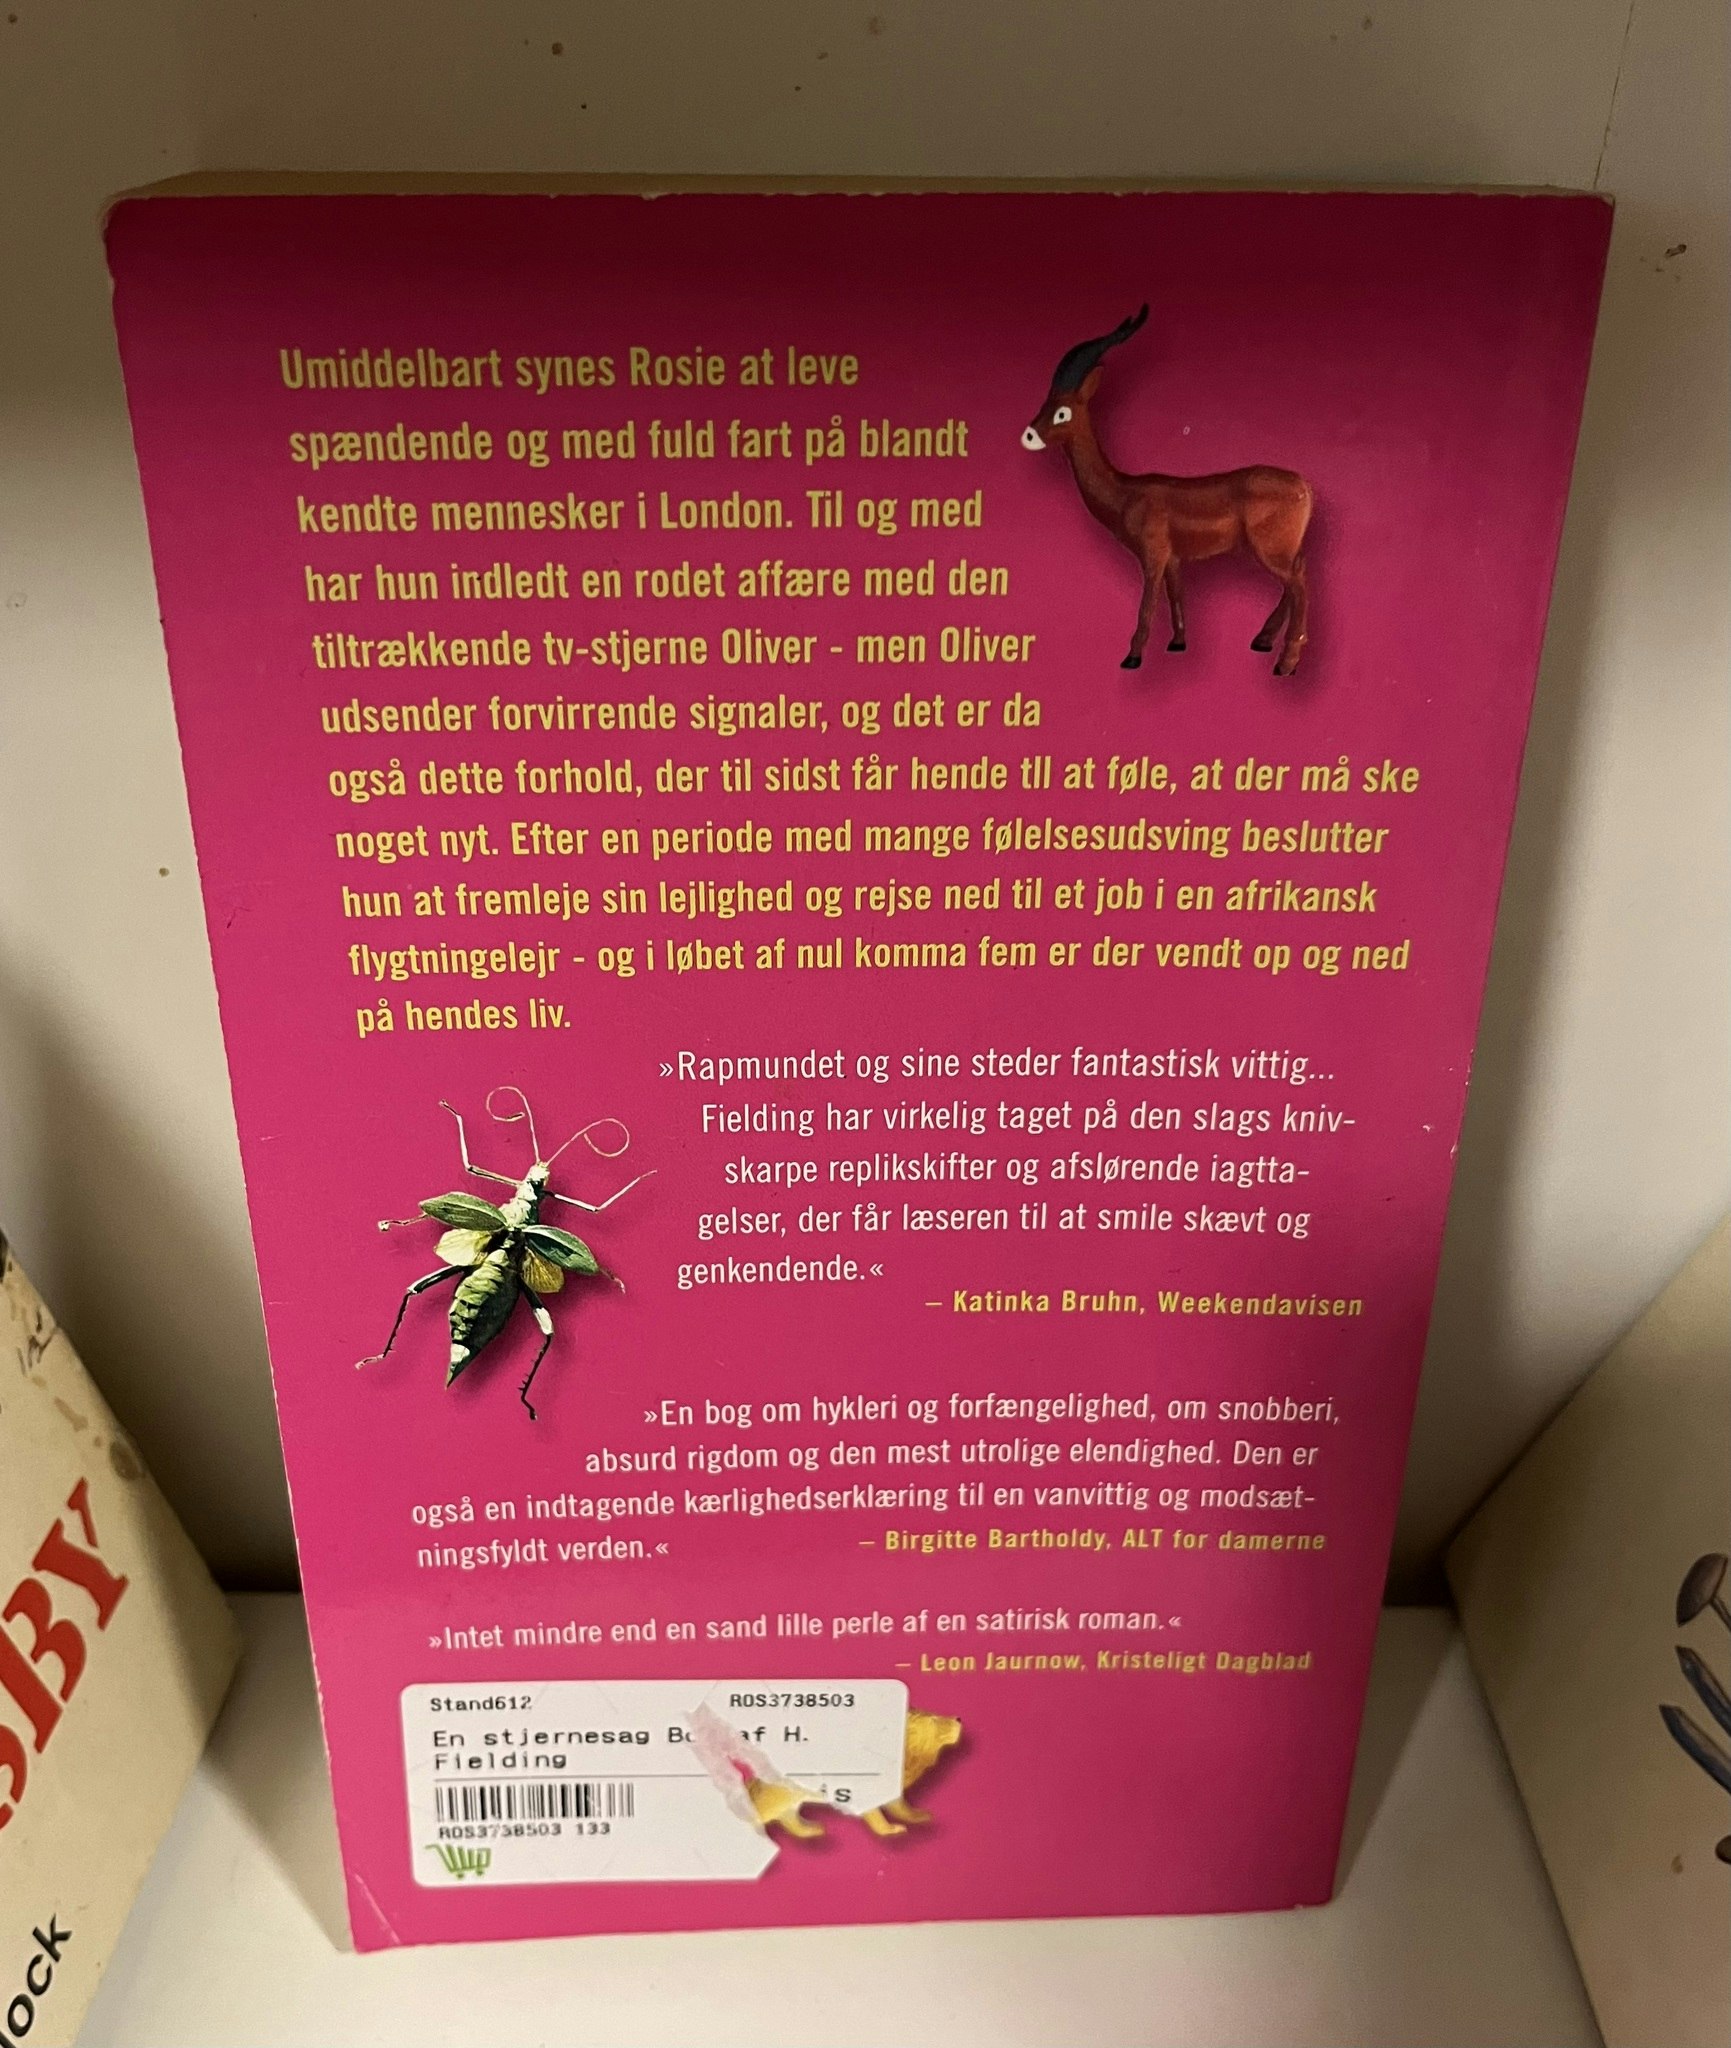 Umiddelbart synes Rosie at leve
spændende og med fuld fart på blandt
kendte mennesker i London. Til og med
har hun indledt en rodet affære med den
tiltrækkende tv-stjerne Oliver - men Oliver
udsender forvirrende signaler, og det er da
også dette forhold, der til sidst får hende tll at føle, at der må ske
noget nyt. Efter en periode med mange følelsesudsving beslutter
hun at fremleje sin lejlighed og rejse ned til et job i en afrikansk
flygtningelejr - og i løbet af nul komma fem er der vendt op og ned
på hendes liv.
»Rapmundet og sine steder fantastisk vittig...
Fielding har virkelig taget på den slags kniv-
skarpe replikskifter og afslørende iagtta-
gelser, der får læseren til at smile skævt og
genkendende.«
– Katinka Bruhn, Weekendavisen
»En bog om hykleri og forfængelighed, om snobberi,
absurd rigdom og den mest utrolige elendighed. Den er
også en indtagende kærlighedserklæring til en vanvittig og modsæt-
ningsfyldt verden.« – Birgitte Bartholdy, ALT for damerne
»Intet mindre end en sand lille perle af en satirisk roman.«
– Leon Jaurnow, Kristeligt Dagblad
Stand612 ROS3738503
En stjernesag af H.
Fielding
ROS3738503 133
SBY
lock